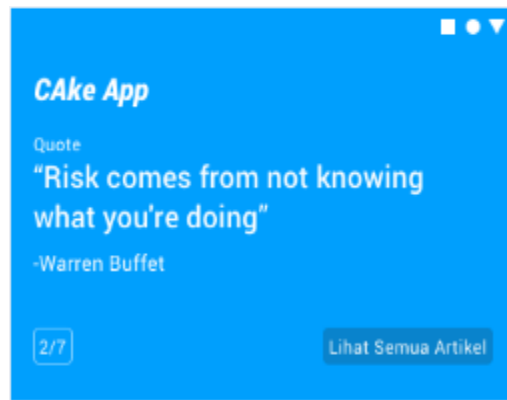 CAke App
Quote
“Risk comes from not knowing
what you're doing”
-Warren Buffet
2/7
Lihat Semua Artikel